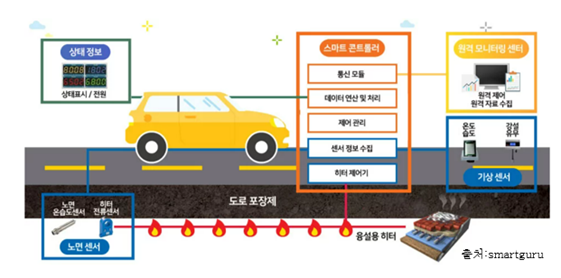 상태 정보
상태표시 / 전원
스마트 콘트롤러
통신 모듈
데이터 연산 및 처리
제어 관리
센서 정보 수집
히터 제어기
원격 모니터링 센터
원격 제어
원격 자료 수집
온도
습도
강설
유무
기상 센서
도로 포장체
노면
온습도센서
히터
전류센서
노면 센서
융설용 히터
출처:smartguru